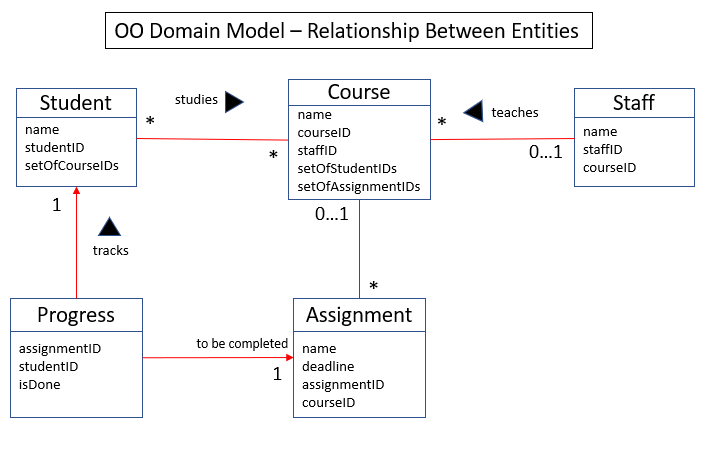 OO Domain Model – Relationship Between Entities
Student
name
studentID
setOfCourseIDs
studies
*
*
Course
name
courseID
staffID
setOfStudentIDs
setOfAssignmentIDs
teaches
*
0...1
Staff
name
staffID
courseID
1
tracks
0...1
*
Progress
assignmentID
studentID
isDone
to be completed
1
Assignment
name
deadline
assignmentID
courseID